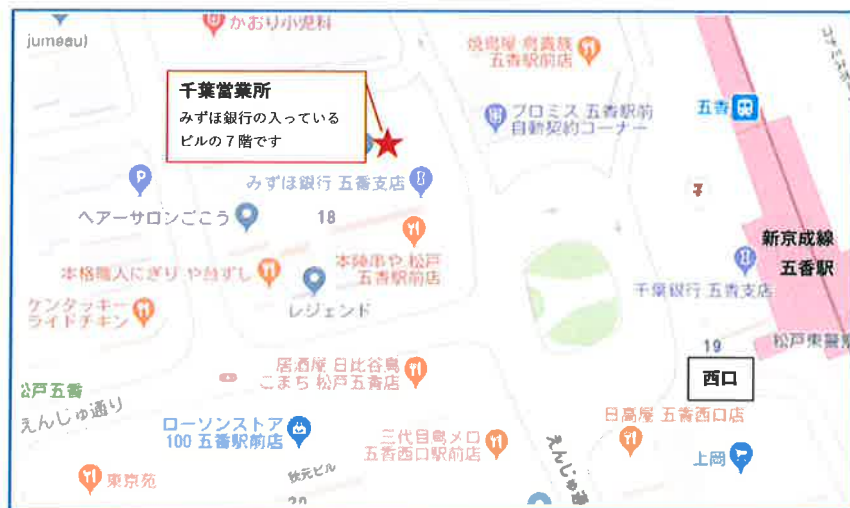 jumeau)
かおり小児科
焼鳥屋 鳥貴族
五香駅前店
千葉営業所
みずほ銀行の入っている
ビルの７階です
プロミス 五香駅前
自動契約コーナー
五香
みずほ銀行 五香支店
ヘアーサロンごこう
18
本陣串や 松戸
五香駅前店
新京成線
五香駅
本格職人にぎり や台ずし
千葉銀行 五香支店
レジェンド
ケンタッキー
ライドチキン
19
松戸東警察
西口
居酒屋 日比谷鳥
こまち 松戸五香店
えんじゅ通り
日高屋 五香西口店
ローソンストア
100 五香駅前店
三代目鳥メロ
五香西口駅前店
えんじゅ通
上岡
東京苑
秋元ビル
20